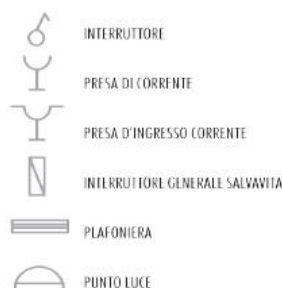 INTERRUTTORE
PRESA DI CORRENTE
PRESA D'INGRESSO CORRENTE
INTERRUTTORE GENERALE SALVAVITA
PLAFONIERA
PUNTO LUCE